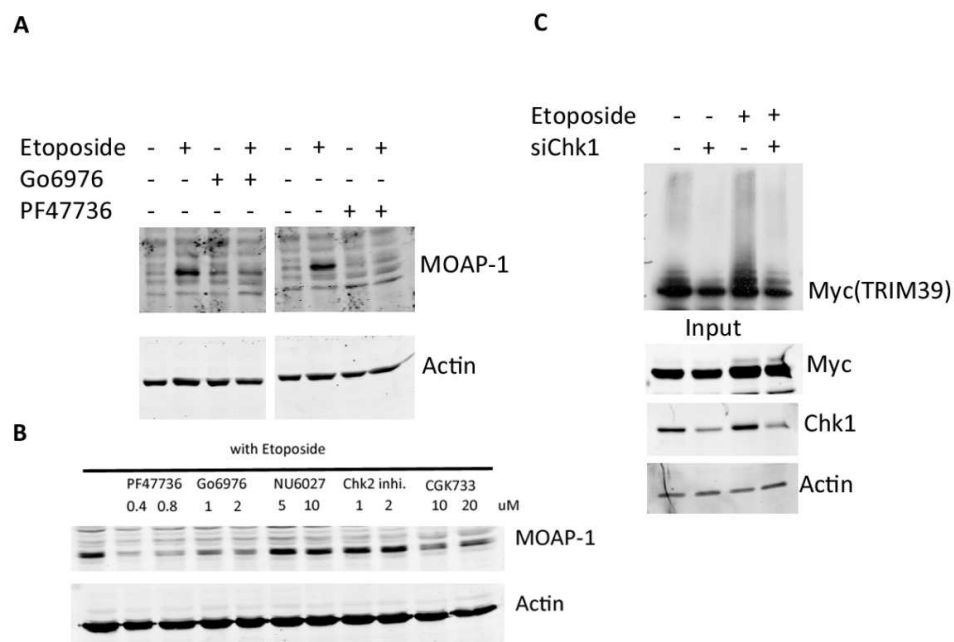 A
Etoposide - + - + - + - +
Go6976 - - + + - - - -
PF47736 - - - - - - + +
MOAP-1
Actin
B
with Etoposide
PF47736 Go6976 NU6027 Chk2 inhi. CGK733
0.4 0.8 1 2 5 10 1 2 10 20 uM
MOAP-1
Actin
C
Etoposide - - + +
siChk1 - + - +
Myc(TRIM39)
Input
Myc
Chk1
Actin